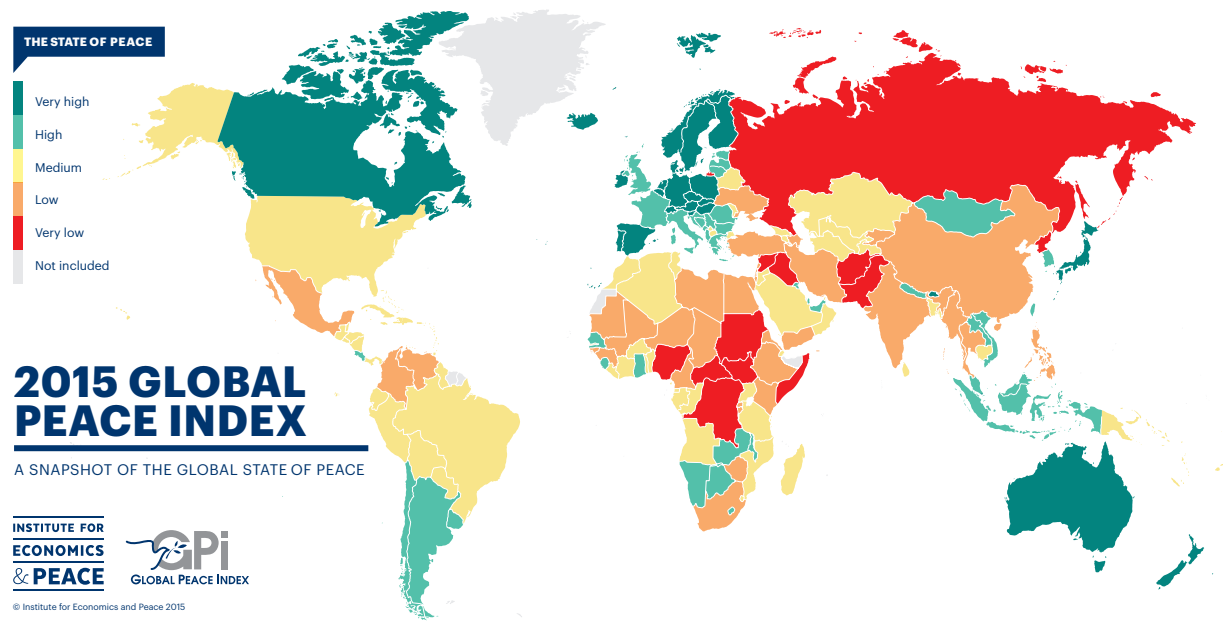 THE STATE OF PEACE
Very high
High
Medium
Low
Very low
Not included
2015 GLOBAL
PEACE INDEX
A SNAPSHOT OF THE GLOBAL STATE OF PEACE
INSTITUTE FOR
ECONOMICS
& PEACE
GPi
GLOBAL PEACE INDEX
© Institute for Economics and Peace 2015